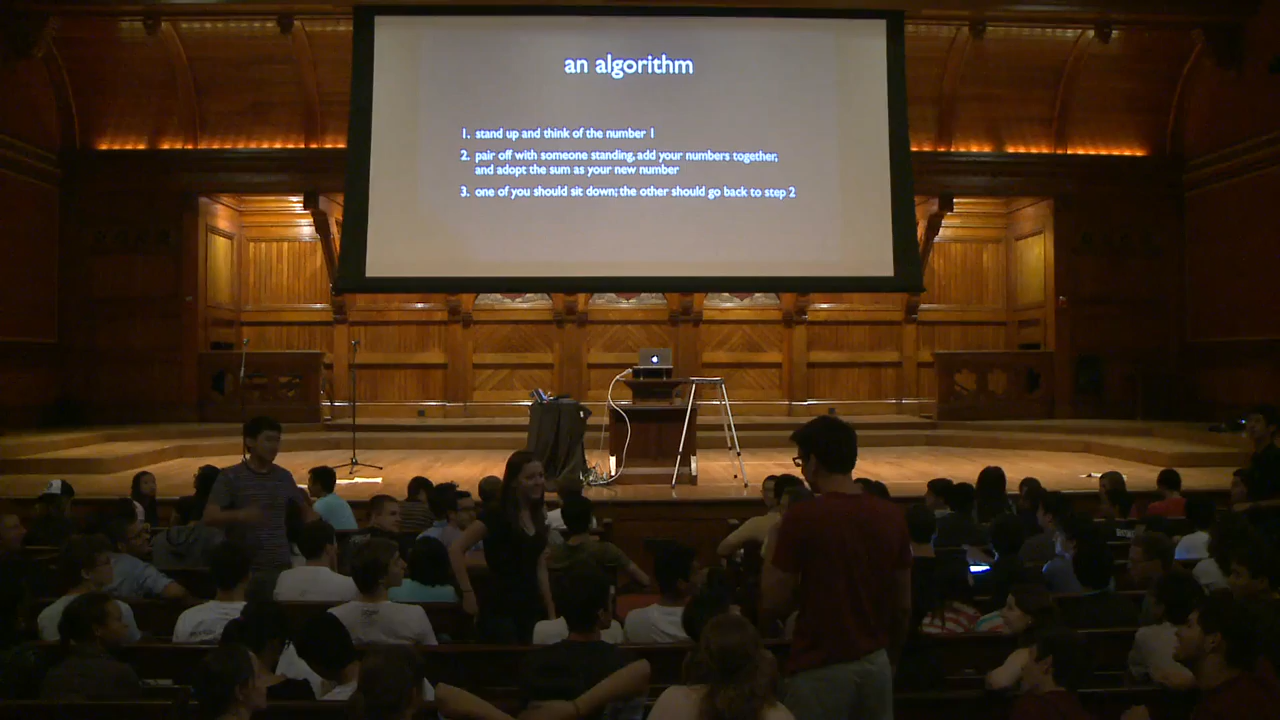 an algorithm
1. stand up and think of the number 1
2. pair off with someone standing, add your numbers together,
and adopt the sum as your new number
3. one of you should sit down; the other should go back to step 2